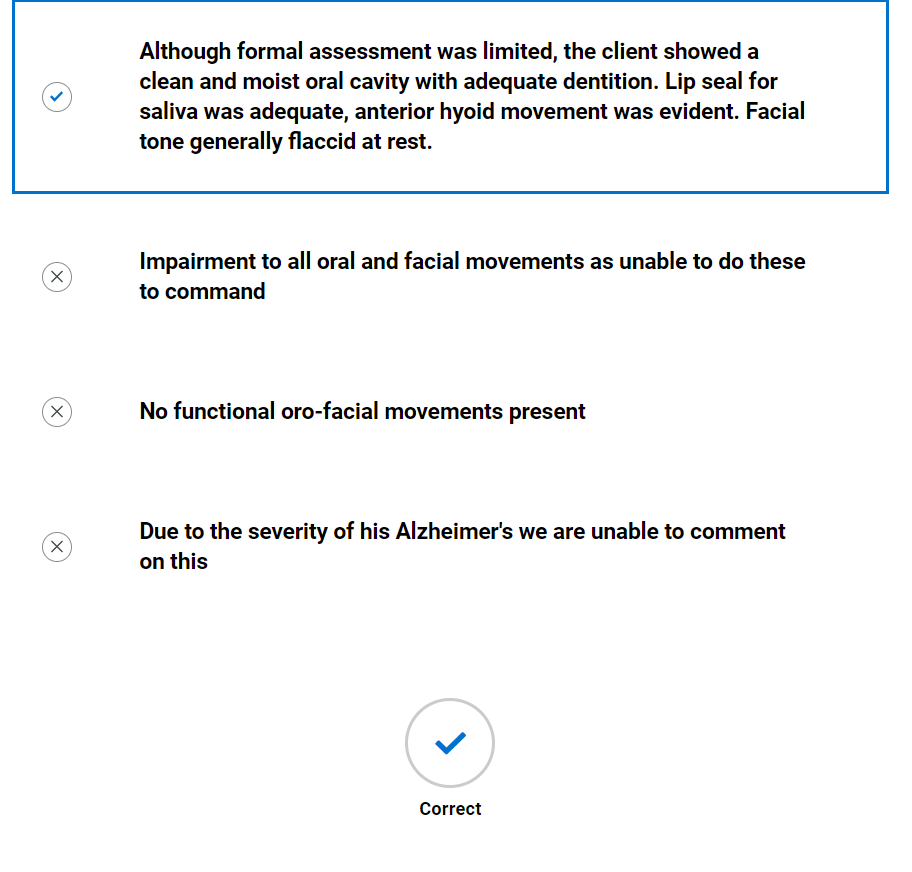 Although formal assessment was limited, the client showed a
clean and moist oral cavity with adequate dentition. Lip seal for
saliva was adequate, anterior hyoid movement was evident. Facial
tone generally flaccid at rest.
Impairment to all oral and facial movements as unable to do these
to command
No functional oro-facial movements present
Due to the severity of his Alzheimer's we are unable to comment
on this
Correct